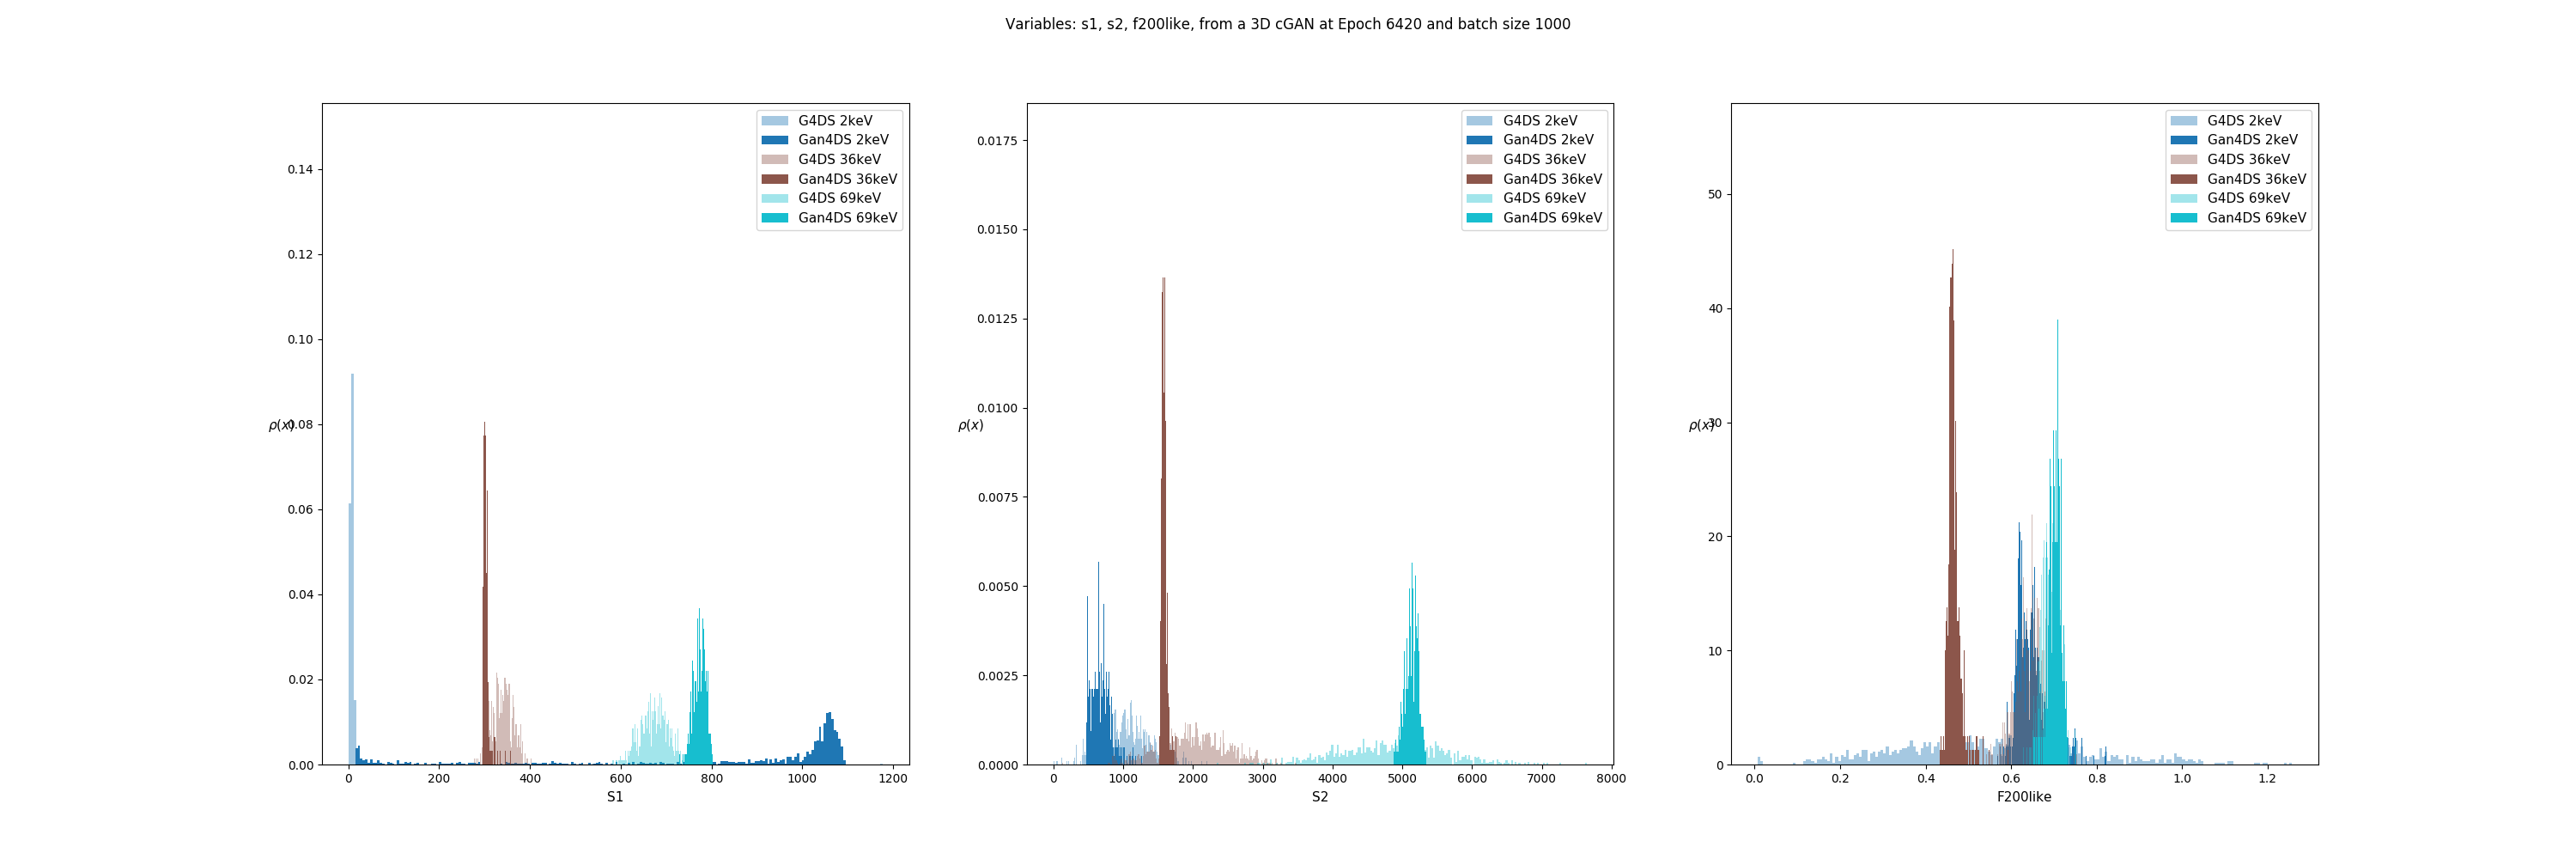 Variables: s1, s2, f200like, from a 3D cGAN at Epoch 6420 and batch size 1000
G4DS 2keV
Gan4DS 2keV
G4DS 36keV
Gan4DS 36keV
G4DS 69keV
Gan4DS 69keV
0.14
0.12
0.10
0.08
0.06
0.04
0.02
0.00
ρ(x)
0
200
400
600
800
1000
1200
S1
G4DS 2keV
Gan4DS 2keV
G4DS 36keV
Gan4DS 36keV
G4DS 69keV
Gan4DS 69keV
0.0175
0.0150
0.0125
0.0100
0.0075
0.0050
0.0025
0.0000
ρ(x)
0
1000
2000
3000
4000
5000
6000
7000
8000
S2
G4DS 2keV
Gan4DS 2keV
G4DS 36keV
Gan4DS 36keV
G4DS 69keV
Gan4DS 69keV
50
40
30
20
10
0
ρ(x)
0.0
0.2
0.4
0.6
0.8
1.0
1.2
F200like